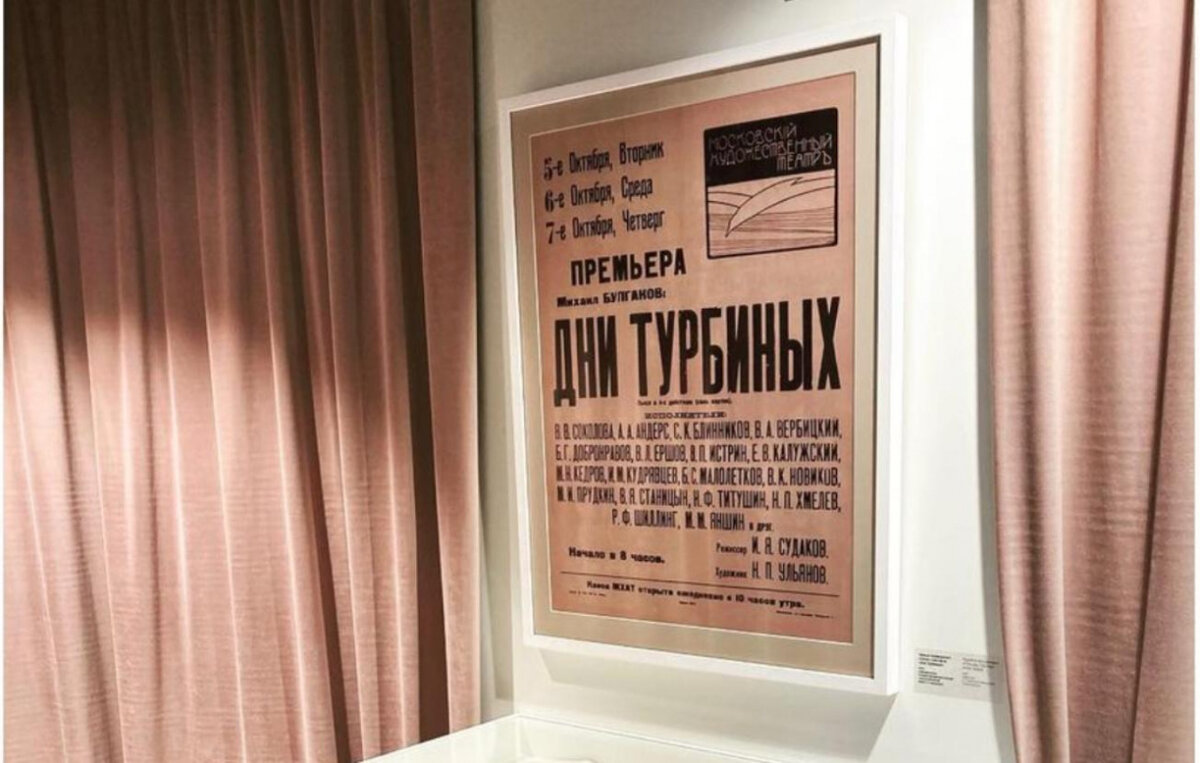 МОСКОВСКІЙ
ХУДОЖЕСТВЕННЫЙ
ТЕАТРЪ
5-е Октября, Вторник
6-е Октября, Среда
7-е Октября, Четверг
ПРЕМЬЕРА
Михаил БУЛГАКОВ:
ДНИ ТУРБИНЫХ
ИСПОЛНИТЕЛИ:
В. В. СОКОЛОВА, А. А. АНДЕРС, С. К. БЛИННИКОВ, В. А. ВЕРБИЦКИЙ,
Б. Г. ДОБРОНРАВОВ, В. Л. ЕРШОВ, В. П. ИСТРИН, Е. В. КАЛУЖСКИЙ,
М. Н. КЕДРОВ, И. М. КУДРЯВЦЕВ, Б. С. МАЛОЛЕТКОВ, В. К. НОВИКОВ,
М. И. ПРУДКИН, В. Я. СТАНИЦЫН, Н. Ф. ТИТУШИН, Н. П. ХМЕЛЕВ,
Р. Ф. ШИЛЛИНГ, М. М. ЯНШИН и друг.
Режиссер И. Я. СУДАКОВ.
Начало в 8 часов.
Художник Н. П. УЛЬЯНОВ.
Касса МХАТ открыта ежедневно с 10 часов утра.